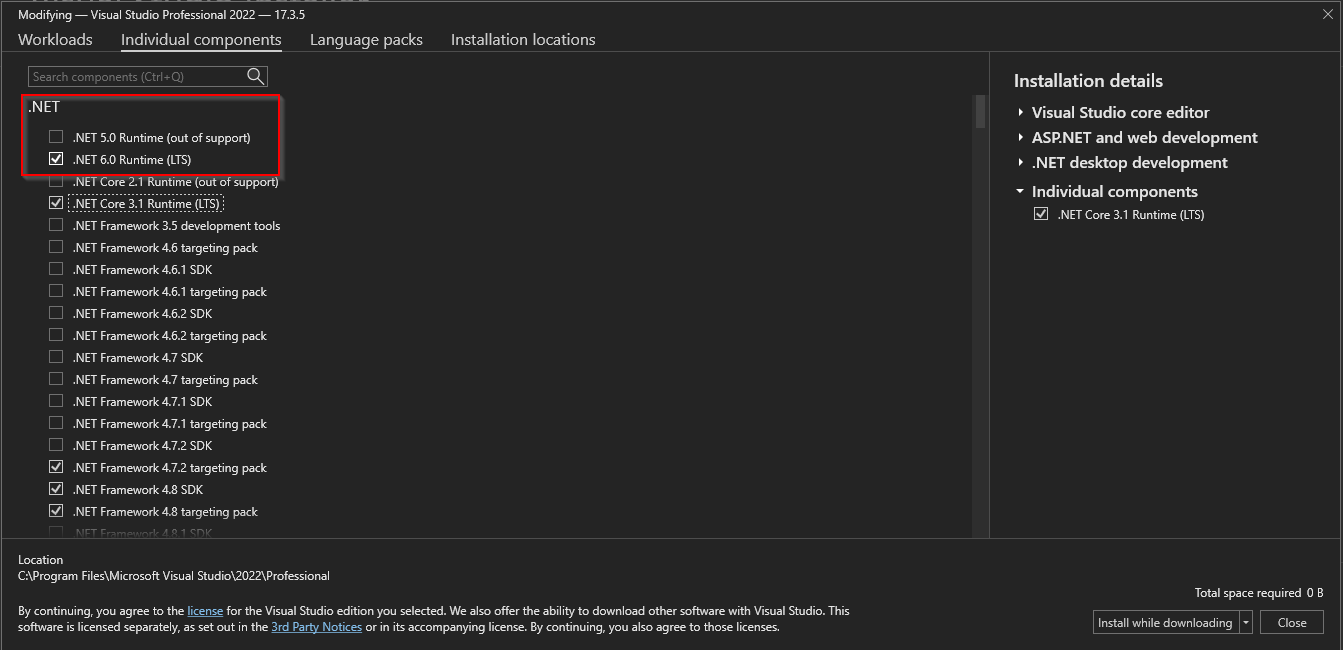 Modifying — Visual Studio Professional 2022 — 17.3.5
Workloads
Individual components
Language packs
Installation locations
Search components (Ctrl+Q)
.NET
.NET 5.0 Runtime (out of support)
.NET 6.0 Runtime (LTS)
.NET Core 2.1 Runtime (out of support)
.NET Core 3.1 Runtime (LTS)
.NET Framework 3.5 development tools
.NET Framework 4.6 targeting pack
.NET Framework 4.6.1 SDK
.NET Framework 4.6.1 targeting pack
.NET Framework 4.6.2 SDK
.NET Framework 4.6.2 targeting pack
.NET Framework 4.7 SDK
.NET Framework 4.7 targeting pack
.NET Framework 4.7.1 SDK
.NET Framework 4.7.1 targeting pack
.NET Framework 4.7.2 SDK
.NET Framework 4.7.2 targeting pack
.NET Framework 4.8 SDK
.NET Framework 4.8 targeting pack
.NET Framework 4.8.1 SDK
Installation details
Visual Studio core editor
ASP.NET and web development
.NET desktop development
Individual components
.NET Core 3.1 Runtime (LTS)
Location
C:\Program Files\Microsoft Visual Studio\2022\Professional
By continuing, you agree to the license for the Visual Studio edition you selected. We also offer the ability to download other software with Visual Studio. This
software is licensed separately, as set out in the 3rd Party Notices or in its accompanying license. By continuing, you also agree to those licenses.
Total space required 0 B
Install while downloading
Close